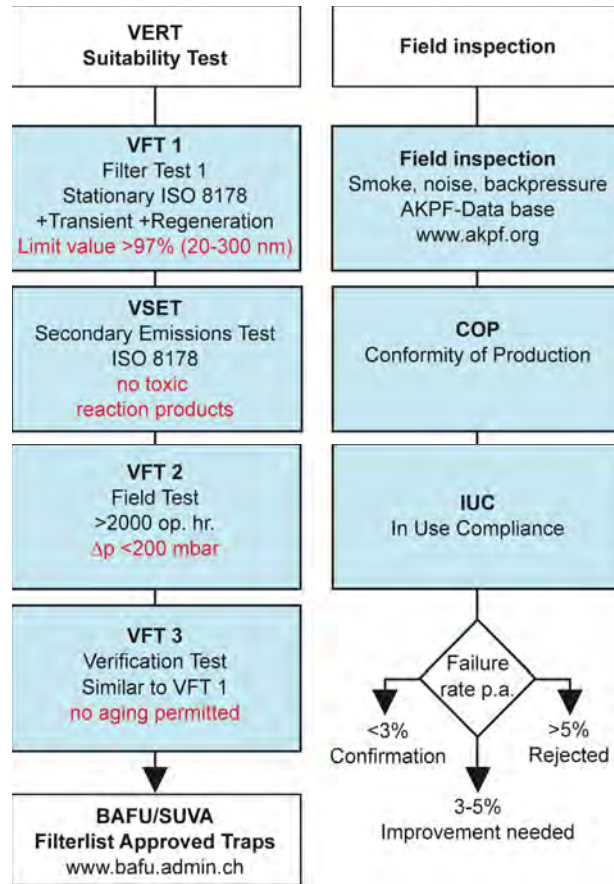 VERT
Suitability Test
VFT 1
Filter Test 1
Stationary ISO 8178
+Transient +Regeneration
Limit value >97% (20-300 nm)
VSET
Secondary Emissions Test
ISO 8178
no toxic
reaction products
VFT 2
Field Test
>2000 op. hr.
Δp <200 mbar
VFT 3
Verification Test
Similar to VFT 1
no aging permitted
BAFU/SUVA
Filterlist Approved Traps
www.bafu.admin.ch
Field inspection
Field inspection
Smoke, noise, backpressure
AKPF-Data base
www.akpf.org
COP
Conformity of Production
IUC
In Use Compliance
Failure
rate p.a.
<3%
Confirmation
>5%
Rejected
3-5%
Improvement needed